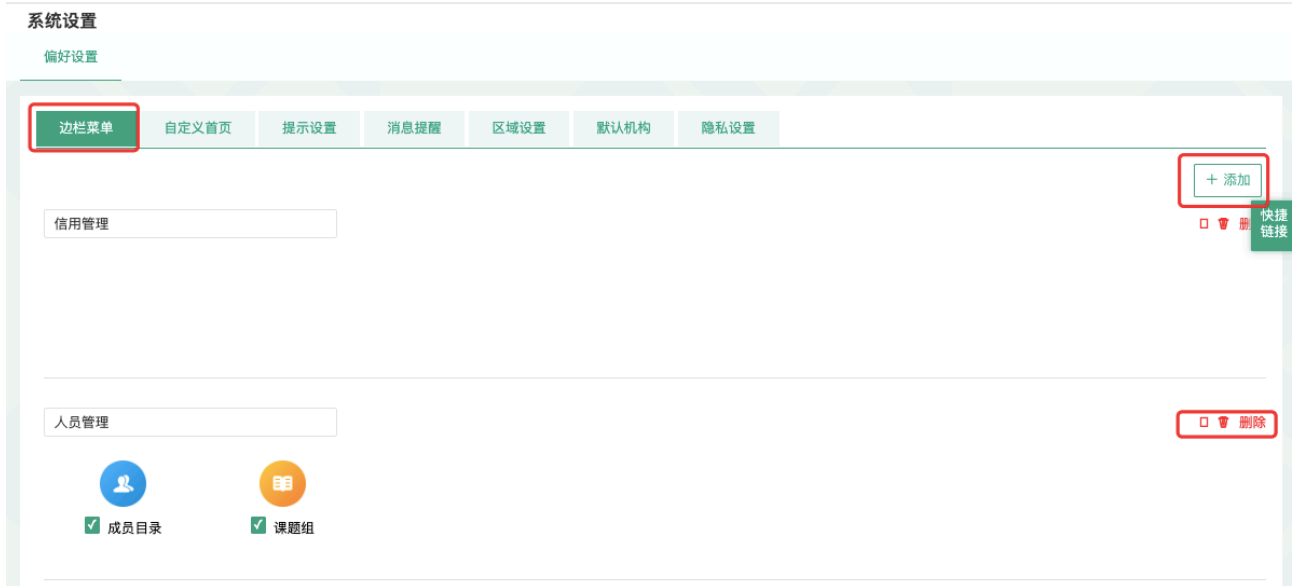 系统设置
偏好设置
边栏菜单 自定义首页 提示设置 消息提醒 区域设置 默认机构 隐私设置
+ 添加
信用管理
快捷
链接
人员管理 删除
成员目录 课题组